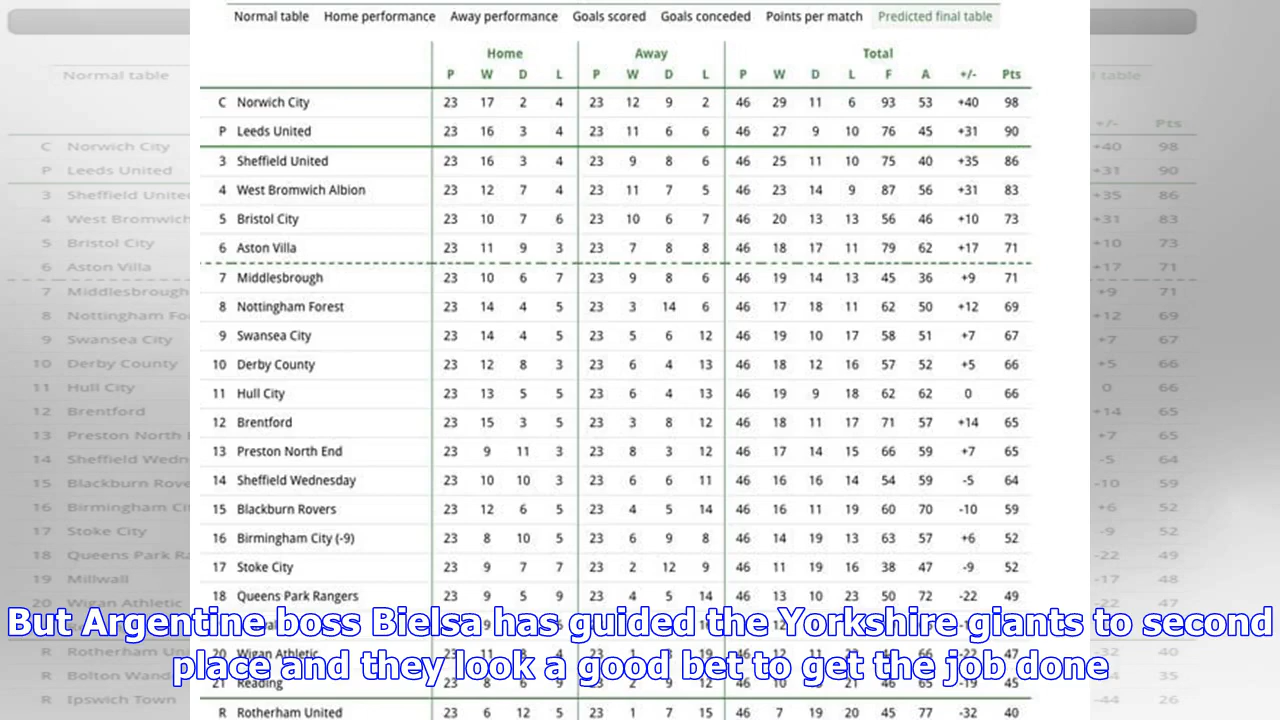 Normal table Home performance Away performance Goals scored Goals conceded Points per match Predicted final table
Home Away Total
P W D L P W D L P W D L F A +/- Pts
C Norwich City 23 17 2 4 23 12 9 2 46 29 11 6 93 53 +40 98
P Leeds United 23 16 3 4 23 11 6 6 46 27 9 10 76 45 +31 90
3 Sheffield United 23 16 3 4 23 9 8 6 46 25 11 10 75 40 +35 86
4 West Bromwich Albion 23 12 7 4 23 11 7 5 46 23 14 9 87 56 +31 83
5 Bristol City 23 10 7 6 23 10 6 7 46 20 13 13 56 46 +10 73
6 Aston Villa 23 11 9 3 23 7 8 8 46 18 17 11 79 62 +17 71
7 Middlesbrough 23 10 6 7 23 9 8 6 46 19 14 13 45 36 +9 71
8 Nottingham Forest 23 14 4 5 23 3 14 6 46 17 18 11 62 50 +12 69
9 Swansea City 23 14 4 5 23 5 6 12 46 19 10 17 58 51 +7 67
10 Derby County 23 12 8 3 23 6 4 13 46 18 12 16 57 52 +5 66
11 Hull City 23 13 5 5 23 6 4 13 46 19 9 18 62 62 0 66
12 Brentford 23 15 3 5 23 3 8 12 46 18 11 17 71 57 +14 65
13 Preston North End 23 9 11 3 23 8 3 12 46 17 14 15 66 59 +7 65
14 Sheffield Wednesday 23 10 10 3 23 6 6 11 46 16 16 14 54 59 -5 64
15 Blackburn Rovers 23 12 6 5 23 4 5 14 46 16 11 19 60 70 -10 59
16 Birmingham City (-9) 23 8 10 5 23 6 9 8 46 14 19 13 63 57 +6 52
17 Stoke City 23 9 7 7 23 2 12 9 46 11 19 16 38 47 -9 52
18 Queens Park Rangers 23 9 5 9 23 4 5 14 46 13 10 23 50 72 -22 49
But Argentine boss Bielsa has guided the Yorkshire giants to second
place and they look a good bet to get the job done
20 Wigan Athletic 47
21 Reading 23 8 6 9 23 2 9 12 46 10 21 46 65 -19 45
R Rotherham United 23 6 12 5 23 1 7 15 46 7 19 20 45 77 -32 40